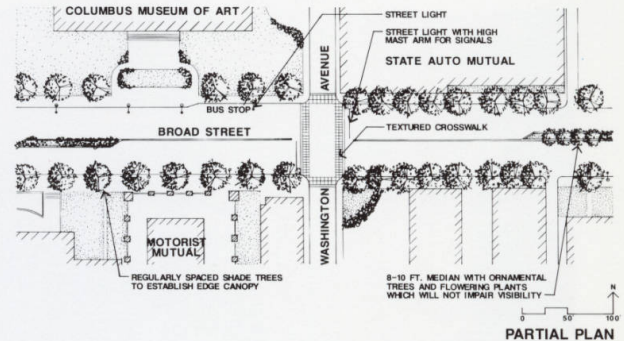 COLUMBUS MUSEUM OF ART
STREET LIGHT
STREET LIGHT WITH HIGH
MAST ARM FOR SIGNALS
AVENUE
STATE AUTO MUTUAL
BUS STOP
BROAD STREET
TEXTURED CROSSWALK
WASHINGTON
MOTORIST
MUTUAL
REGULARLY SPACED SHADE TREES
TO ESTABLISH EDGE CANOPY
8-10 FT. MEDIAN WITH ORNAMENTAL
TREES AND FLOWERING PLANTS
WHICH WILL NOT IMPAIR VISIBILITY
N
0 50' 100'
PARTIAL PLAN